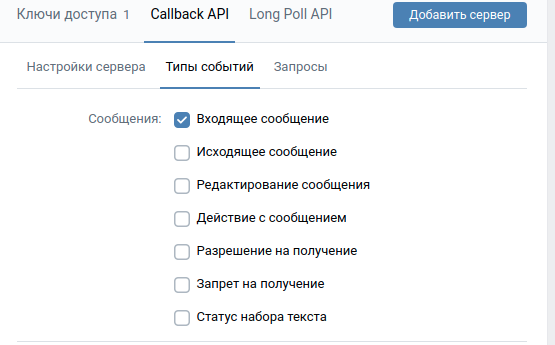 Ключи доступа 1 Callback API Long Poll API Добавить сервер
Настройки сервера Типы событий Запросы
Сообщения: Входящее сообщение
Исходящее сообщение
Редактирование сообщения
Действие с сообщением
Разрешение на получение
Запрет на получение
Статус набора текста